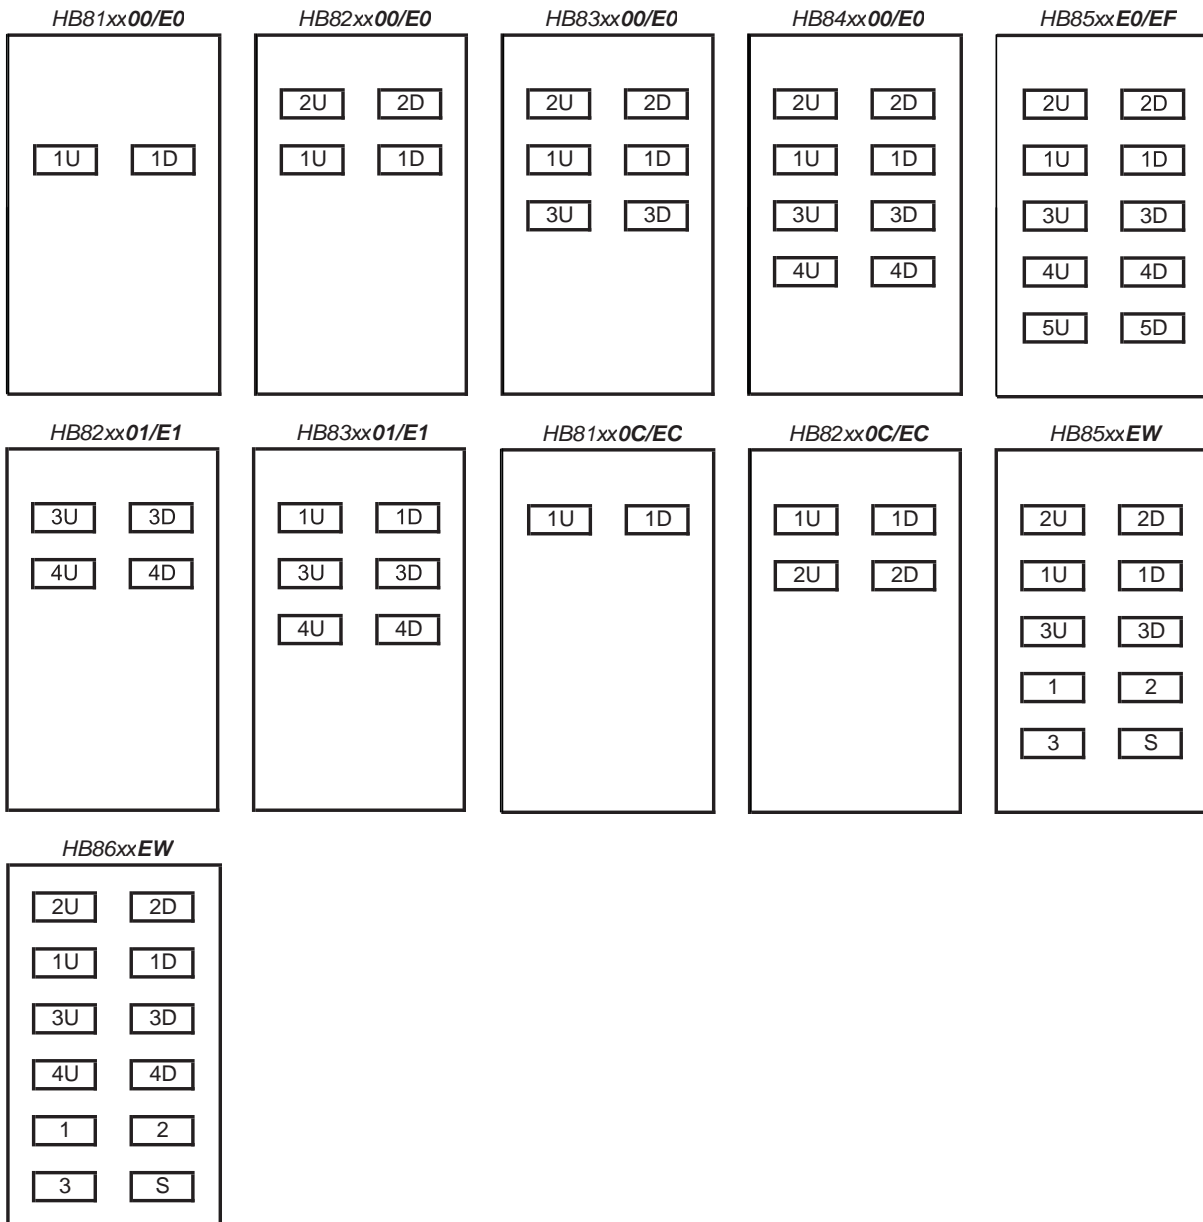 HB81xx00/E0
1U 1D
HB82xx00/E0
2U 2D
1U 1D
HB83xx00/E0
2U 2D
1U 1D
3U 3D
HB84xx00/E0
2U 2D
1U 1D
3U 3D
4U 4D
HB85xxE0/EF
2U 2D
1U 1D
3U 3D
4U 4D
5U 5D
HB82xx01/E1
3U 3D
4U 4D
HB83xx01/E1
1U 1D
3U 3D
4U 4D
HB81xx0C/EC
1U 1D
HB82xx0C/EC
1U 1D
2U 2D
HB85xxEW
2U 2D
1U 1D
3U 3D
1 2
3 S
HB86xxEW
2U 2D
1U 1D
3U 3D
4U 4D
1 2
3 S